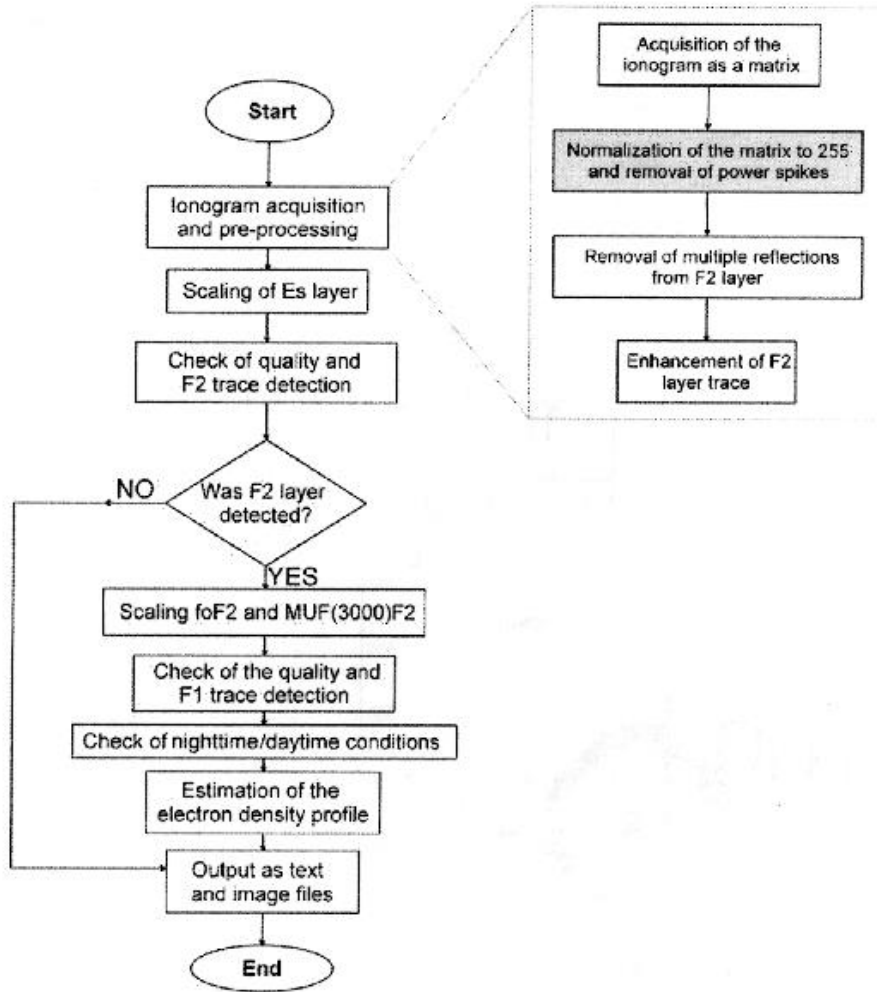 Start
Ionogram acquisition
and pre-processing
Scaling of Es layer
Check of quality and
F2 trace detection
Was F2 layer
detected?
NO
YES
Scaling foF2 and MUF(3000)F2
Check of the quality and
F1 trace detection
Check of nighttime/daytime conditions
Estimation of the
electron density profile
Output as text
and image files
End
Acquisition of the
ionogram as a matrix
Normalization of the matrix to 255
and removal of power spikes
Removal of multiple reflections
from F2 layer
Enhancement of F2
layer trace